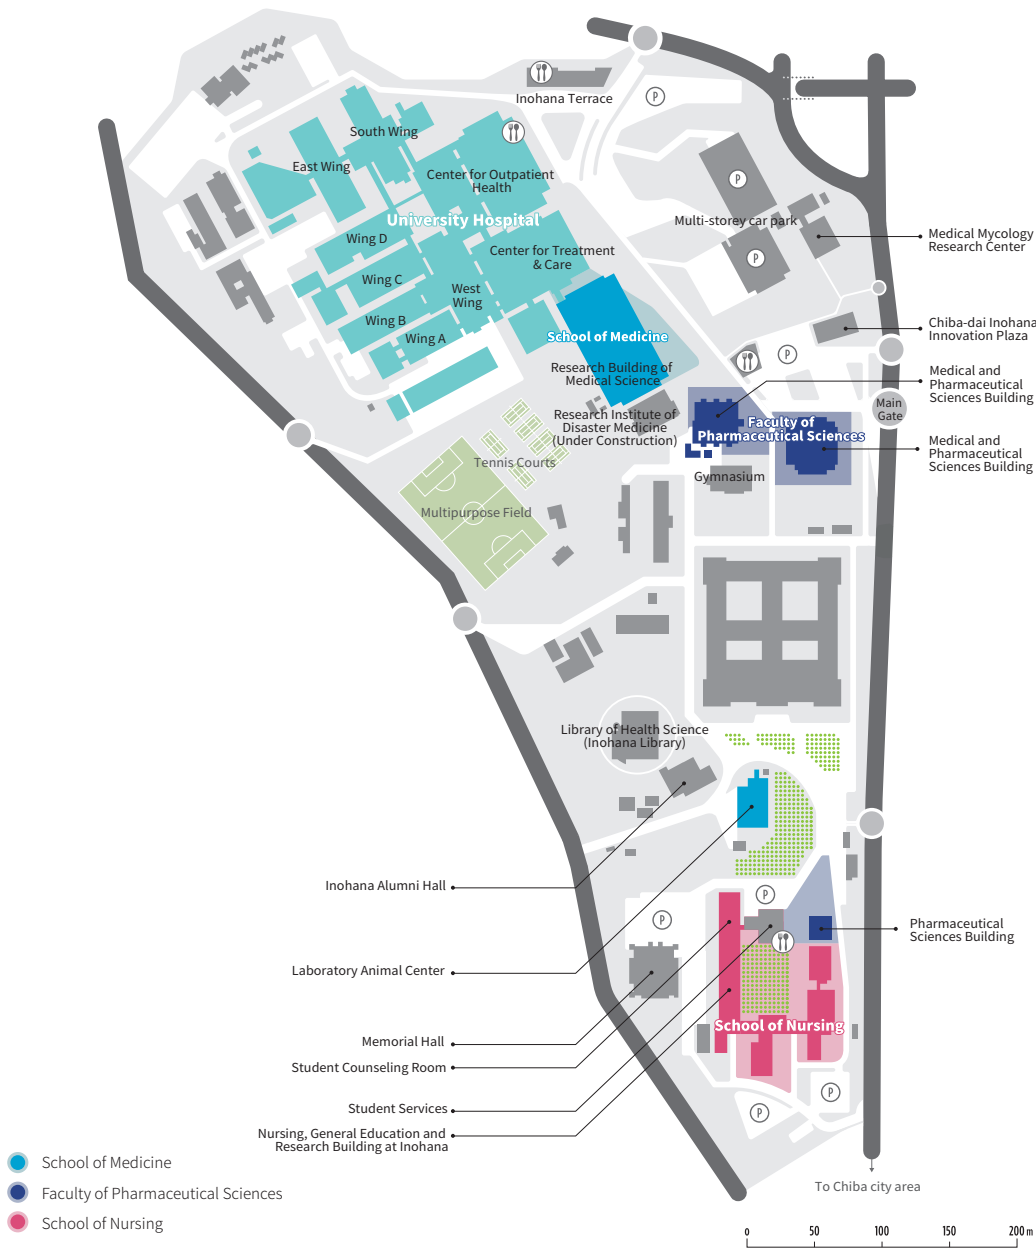 Inohana Terrace
P
South Wing
East Wing
Center for Outpatient
Health
P
University Hospital
Multi-storey car park
Medical Mycology
Research Center
Wing D
Center for Treatment
& Care
P
Wing C
West
Wing
Wing B
Wing A
Chiba-dai Inohana
Innovation Plaza
School of Medicine
P
Research Building of
Medical Science
Medical and
Pharmaceutical
Sciences Building
Main
Gate
Research Institute of
Disaster Medicine
(Under Construction)
Faculty of
Pharmaceutical Sciences
Medical and
Pharmaceutical
Sciences Building
Tennis Courts
Gymnasium
Multipurpose Field
Library of Health Science
(Inohana Library)
Inohana Alumni Hall
P
P
Pharmaceutical
Sciences Building
Laboratory Animal Center
School of Nursing
Memorial Hall
Student Counseling Room
P
Student Services
P
Nursing, General Education and
Research Building at Inohana
School of Medicine
Faculty of Pharmaceutical Sciences
School of Nursing
To Chiba city area
0 50 100 150 200 m